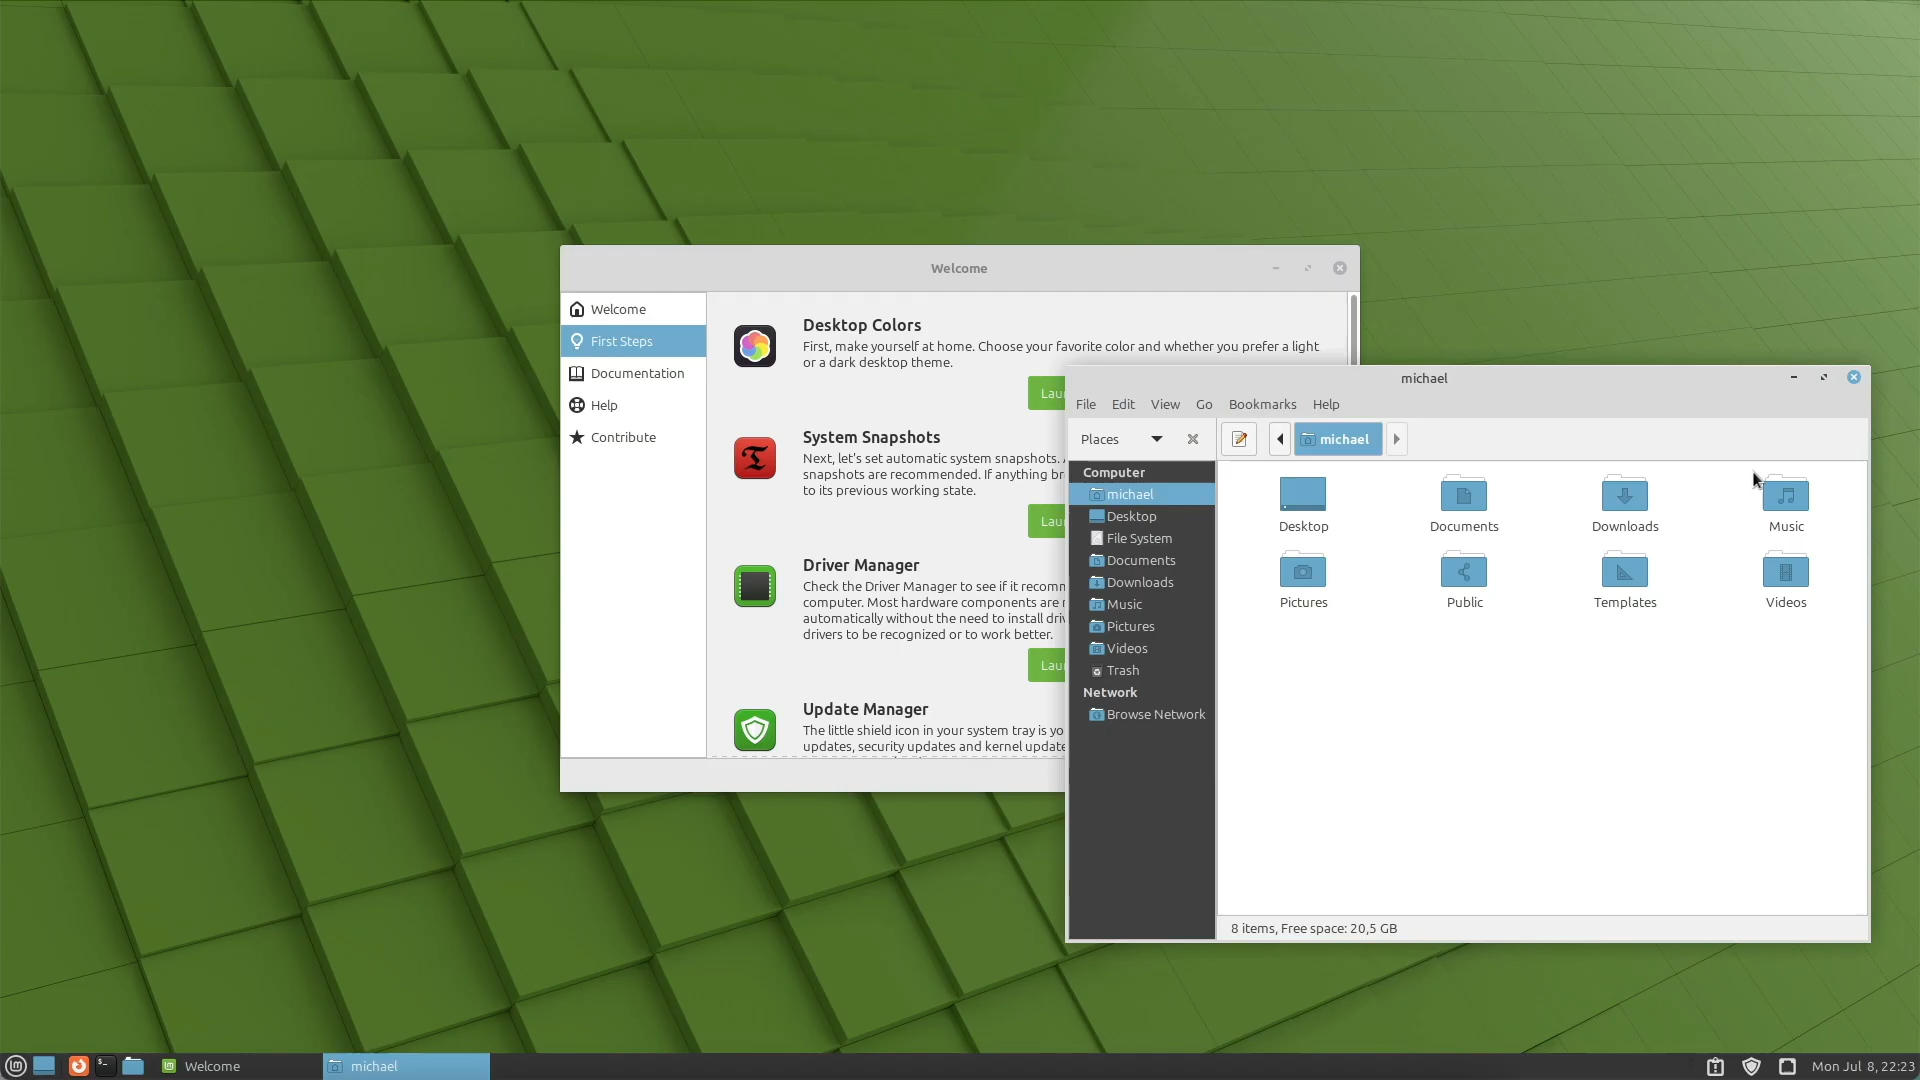 Welcome
Welcome
First Steps
Documentation
Help
Contribute
Desktop Colors
First, make yourself at home. Choose your favorite color and whether you prefer a light
or a dark desktop theme.
Lau
System Snapshots
Next, let's set automatic system snapshots.
snapshots are recommended. If anything br
to its previous working state.
Lau
Driver Manager
Check the Driver Manager to see if it recomm
computer. Most hardware components are
automatically without the need to install driv
drivers to be recognized or to work better.
Lau
Update Manager
The little shield icon in your system tray is yo
updates, security updates and kernel update
michael
File Edit View Go Bookmarks Help
Places
michael
Computer
michael
Desktop
File System
Documents
Downloads
Music
Pictures
Videos
Trash
Network
Browse Network
Desktop Documents Downloads Music
Pictures Public Templates Videos
8 items, Free space: 20,5 GB
Welcome
michael
Mon Jul 8, 22:23